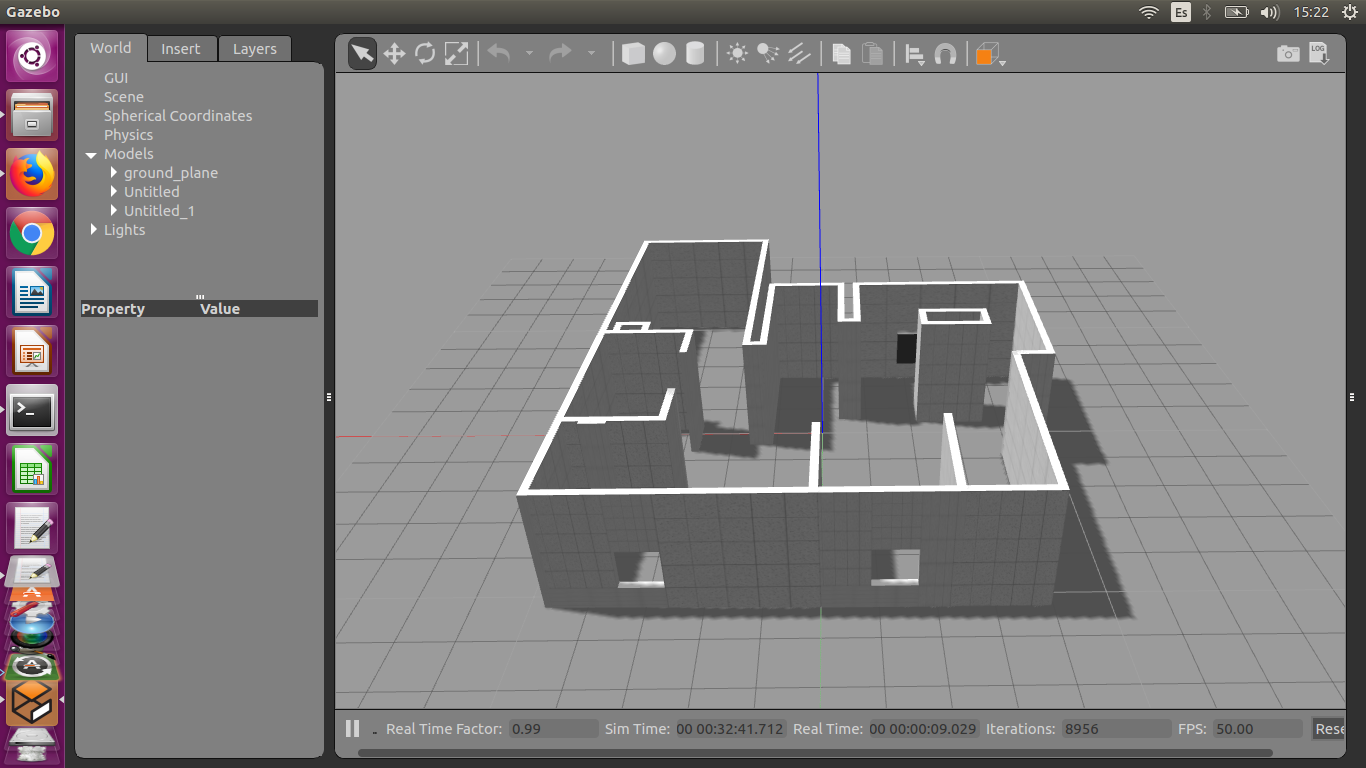 Gazebo
Es
15:22
World
Insert
Layers
LOG
GUI
Scene
Spherical Coordinates
Physics
Models
ground_plane
Untitled
Untitled_1
Lights
Property Value
Real Time Factor: 0.99 Sim Time: 00 00:32:41.712 Real Time: 00 00:00:09.029 Iterations: 8956 FPS: 50.00 Rese